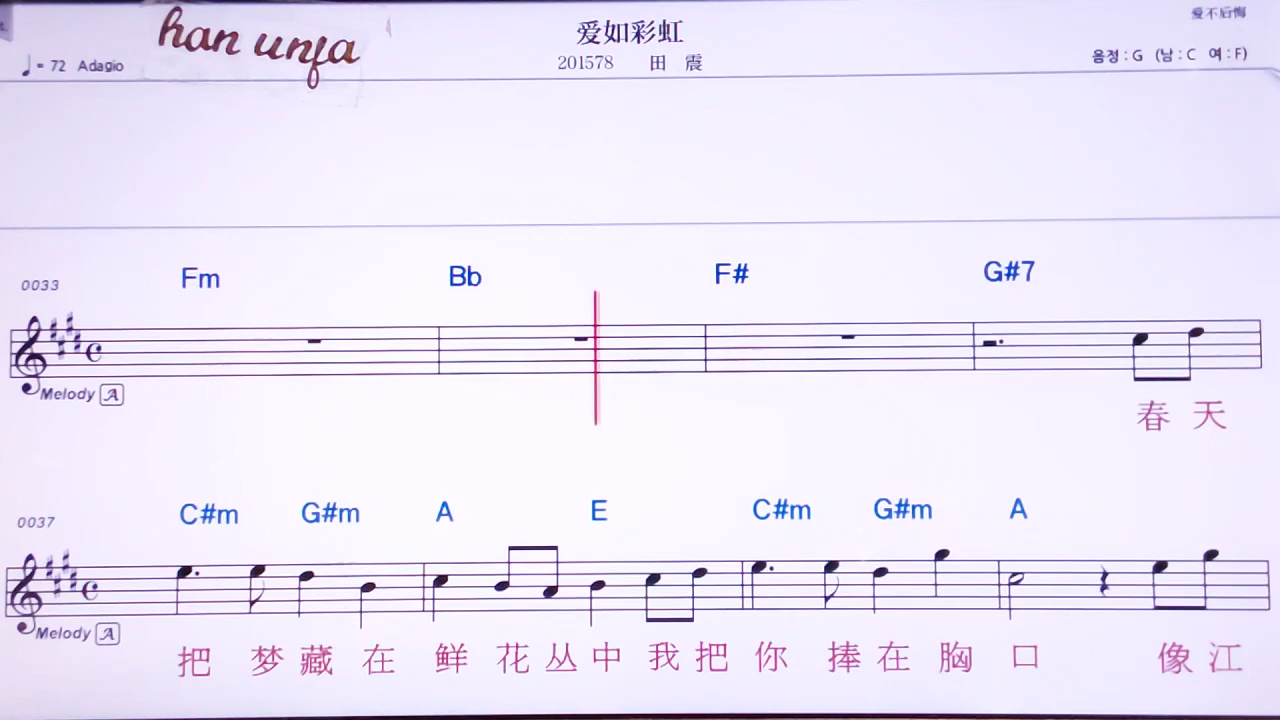 爱不后悔
han unfa
爱如彩虹
♩= 72 Adagio
201578 田 震
음정 : G (남 : C 여 : F)
0033
Fm Bb F# G#7
Melody A
春 天
0037
C#m G#m A E C#m G#m A
Melody A
把 梦 藏 在 鲜 花 丛 中 我 把 你 捧 在 胸 口 像 江